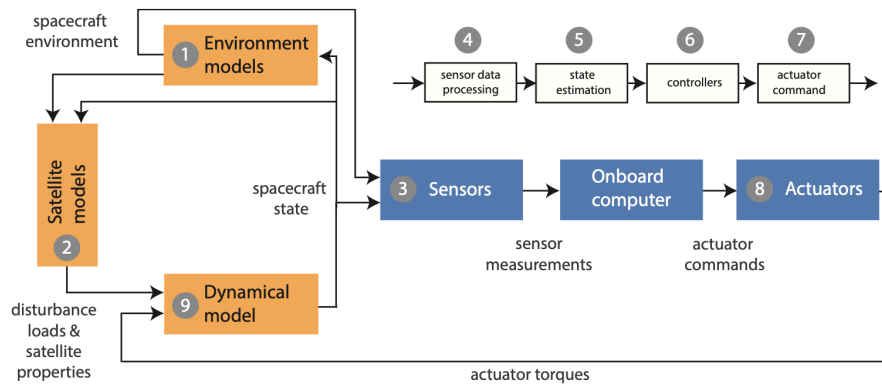 spacecraft
environment
1
Environment
models
4
5
6
7
sensor data
processing
state
estimation
controllers
actuator
command
Satellite
models
2
spacecraft
state
3
Sensors
Onboard
computer
8
Actuators
sensor
measurements
actuator
commands
9
Dynamical
model
disturbance
loads &
satellite
properties
actuator torques